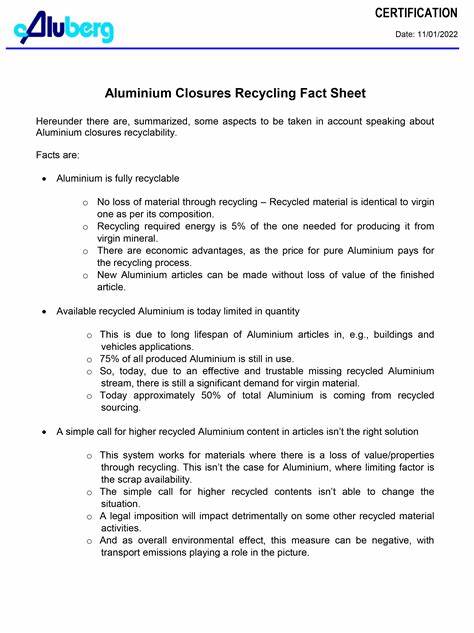 Aluberg
CERTIFICATION
Date: 11/01/2022
Aluminium Closures Recycling Fact Sheet
Hereunder there are, summarized, some aspects to be taken in account speaking about
Aluminium closures recyclability.
Facts are:
• Aluminium is fully recyclable
o No loss of material through recycling – Recycled material is identical to virgin
one as per its composition.
o Recycling required energy is 5% of the one needed for producing it from
virgin mineral.
o There are economic advantages, as the price for pure Aluminium pays for
the recycling process.
o New Aluminium articles can be made without loss of value of the finished
article.
• Available recycled Aluminium is today limited in quantity
o This is due to long lifespan of Aluminium articles in, e.g., buildings and
vehicles applications.
o 75% of all produced Aluminium is still in use.
o So, today, due to an effective and trustable missing recycled Aluminium
stream, there is still a significant demand for virgin material.
o Today approximately 50% of total Aluminium is coming from recycled
sourcing.
• A simple call for higher recycled Aluminium content in articles isn't the right solution
o This system works for materials where there is a loss of value/properties
through recycling. This isn't the case for Aluminium, where limiting factor is
the scrap availability.
o The simple call for higher recycled contents isn't able to change the
situation.
o A legal imposition will impact detrimentally on some other recycled material
activities.
o And as overall environmental effect, this measure can be negative, with
transport emissions playing a role in the picture.